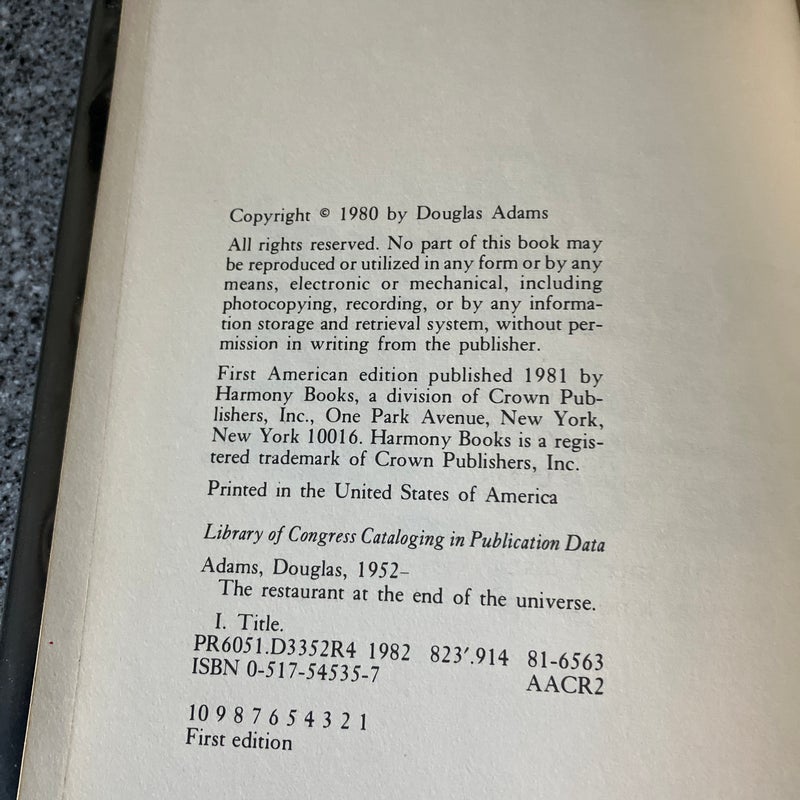 Copyright © 1980 by Douglas Adams
All rights reserved. No part of this book may
be reproduced or utilized in any form or by any
means, electronic or mechanical, including
photocopying, recording, or by any informa-
tion storage and retrieval system, without per-
mission in writing from the publisher.
First American edition published 1981 by
Harmony Books, a division of Crown Pub-
lishers, Inc., One Park Avenue, New York,
New York 10016. Harmony Books is a regis-
tered trademark of Crown Publishers, Inc.
Printed in the United States of America
Library of Congress Cataloging in Publication Data
Adams, Douglas, 1952–
The restaurant at the end of the universe.
I. Title.
PR6051.D3352R4 1982 823′.914 81-6563
ISBN 0-517-54535-7 AACR2
10 9 8 7 6 5 4 3 2 1
First edition